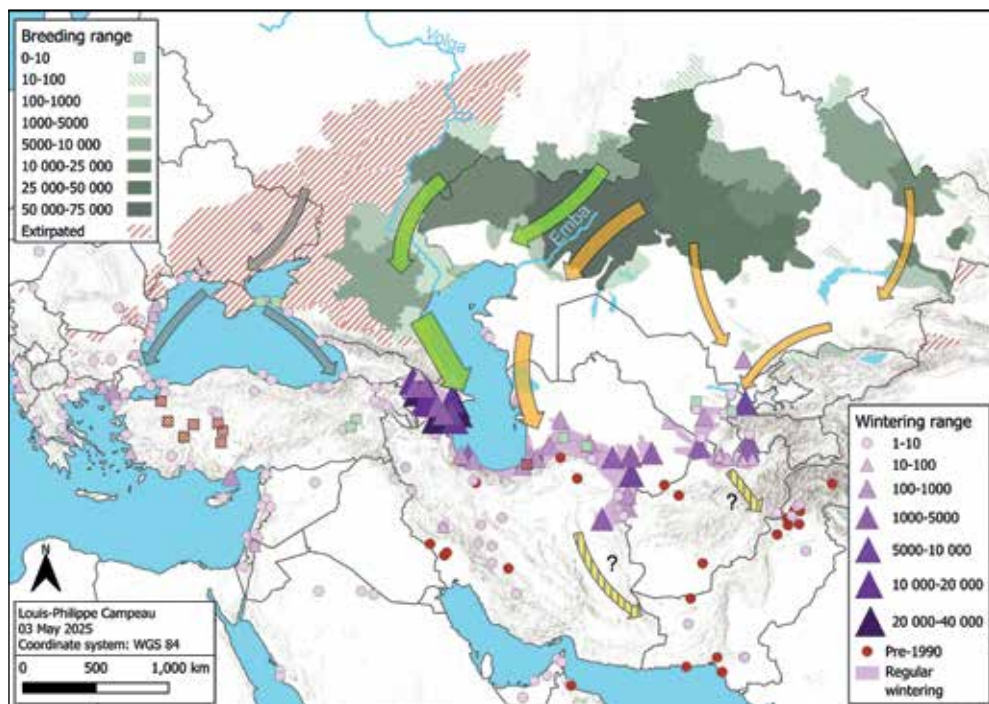 Breeding range
0-10
10-100
100-1000
1000-5000
5000-10 000
10 000-25 000
25 000-50 000
50 000-75 000
Extirpated
Volga
Emba
?
?
N
Louis-Philippe Campeau
03 May 2025
Coordinate system: WGS 84
0 500 1,000 km
Wintering range
1-10
10-100
100-1000
1000-5000
5000-10 000
10 000-20 000
20 000-40 000
Pre-1990
Regular
wintering